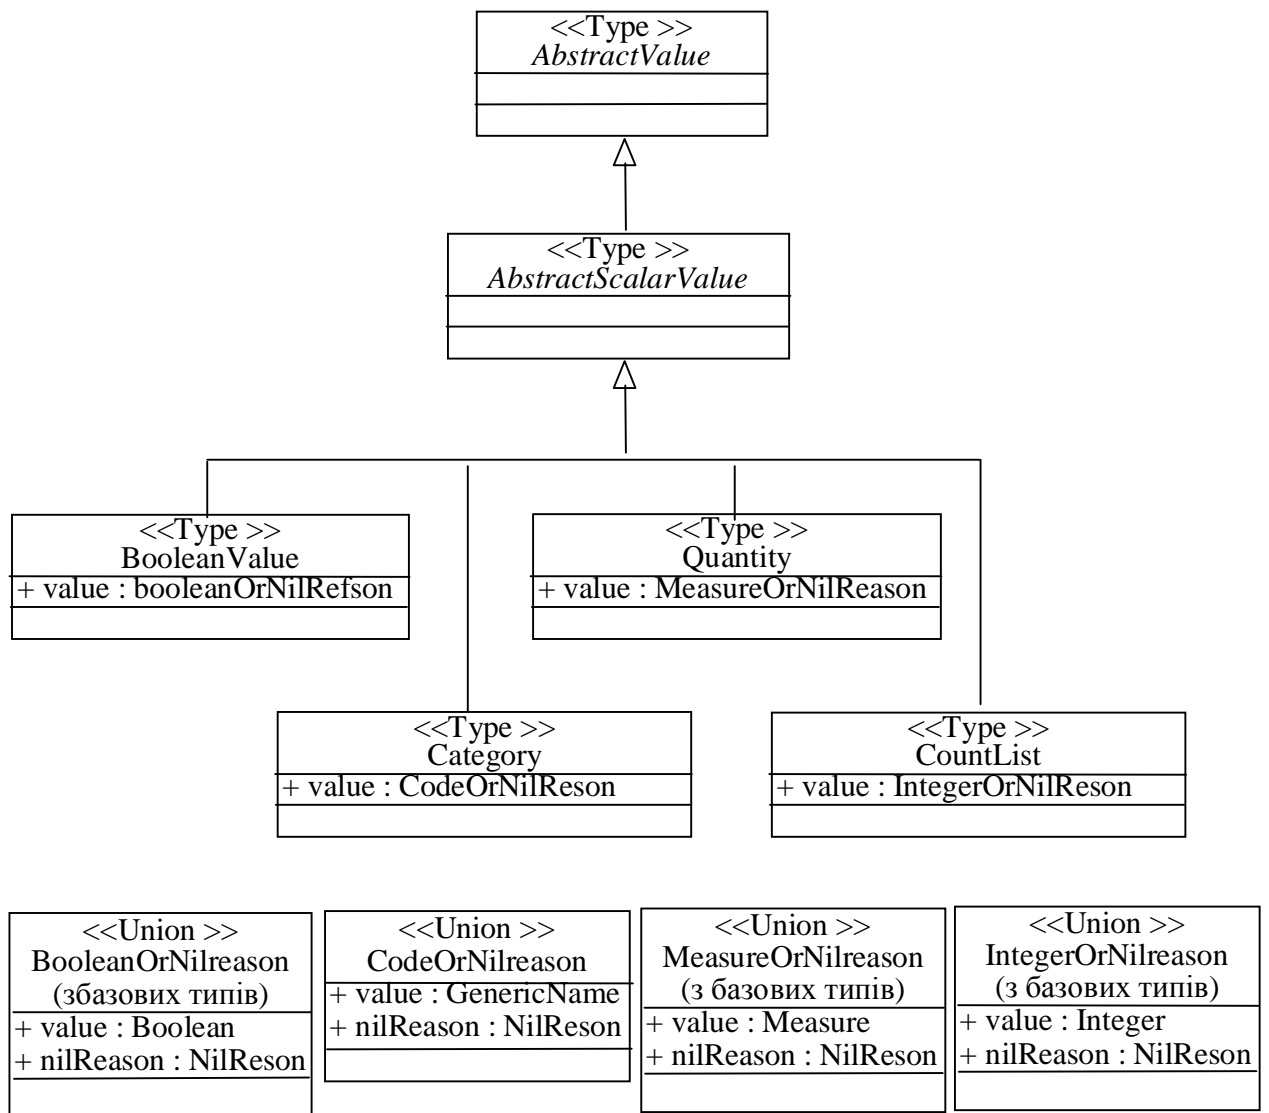 <<Type >>
AbstractValue
<<Type >>
AbstractScalarValue
<<Type >>
BooleanValue
+ value : booleanOrNilRefson
<<Type >>
Quantity
+ value : MeasureOrNilReason
<<Type >>
Category
+ value : CodeOrNilReson
<<Type >>
CountList
+ value : IntegerOrNilReson
<<Union >>
BooleanOrNilreason
(збазових типів)
+ value : Boolean
+ nilReason : NilReson
<<Union >>
CodeOrNilreason
+ value : GenericName
+ nilReason : NilReson
<<Union >>
MeasureOrNilreason
(з базових типів)
+ value : Measure
+ nilReason : NilReson
<<Union >>
IntegerOrNilreason
(з базових типів)
+ value : Integer
+ nilReason : NilReson